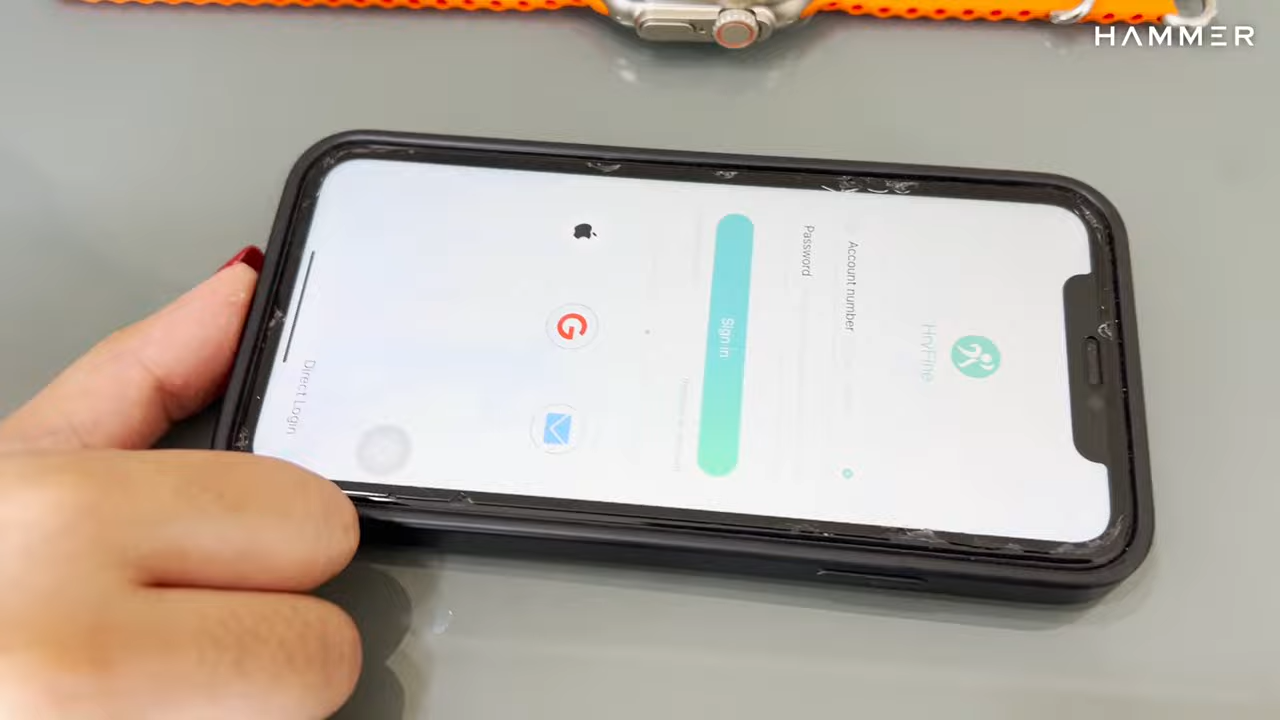 HAMMER
HryFine
Account number
Password
Sign in
Direct Login